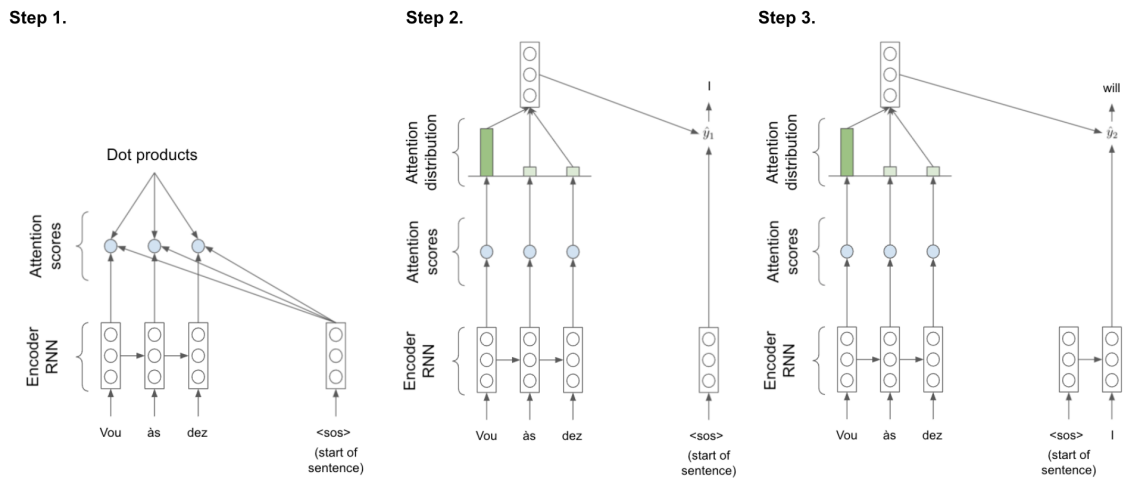 Step 1.
Dot products
Attention
scores
Encoder
RNN
Vou às dez <sos>
(start of
sentence)
Step 2.
I
ŷ₁
Attention
distribution
Attention
scores
Encoder
RNN
Vou às dez <sos>
(start of
sentence)
Step 3.
will
ŷ₂
Attention
distribution
Attention
scores
Encoder
RNN
Vou às dez <sos> I
(start of
sentence)